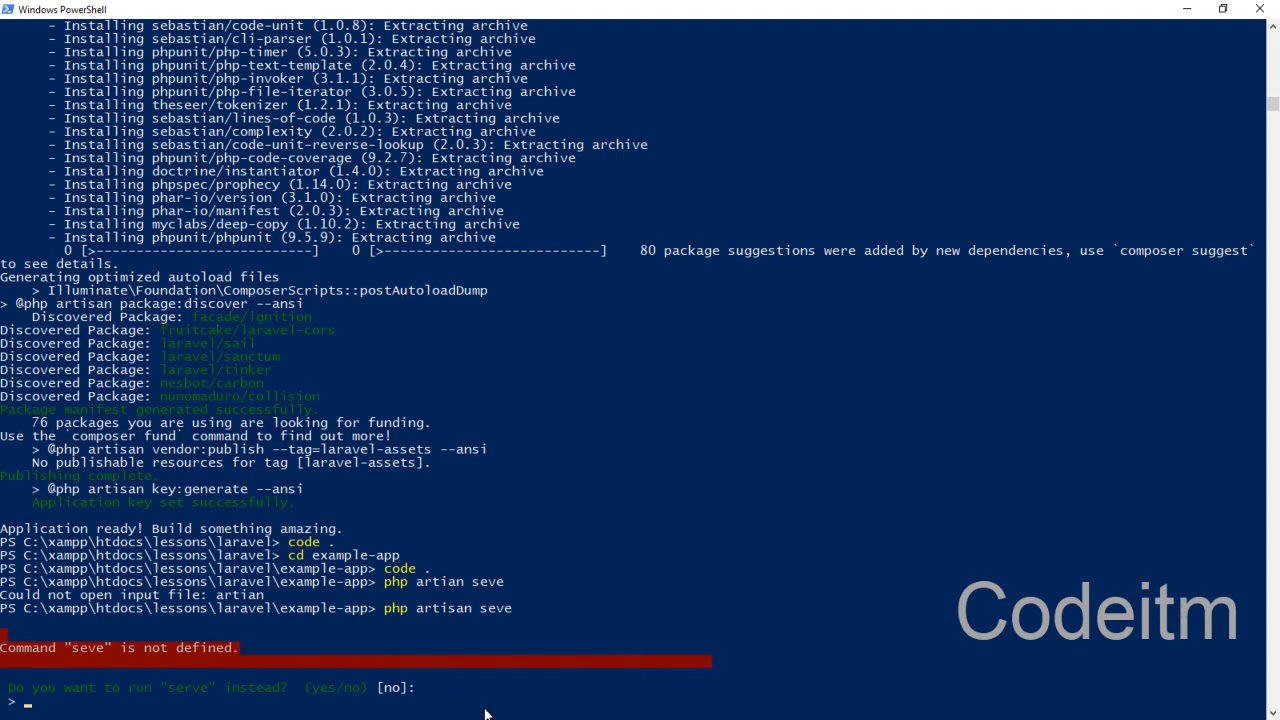 Windows PowerShell
- Installing sebastian/code-unit (1.0.8): Extracting archive
- Installing sebastian/cli-parser (1.0.1): Extracting archive
- Installing phpunit/php-timer (5.0.3): Extracting archive
- Installing phpunit/php-text-template (2.0.4): Extracting archive
- Installing phpunit/php-invoker (3.1.1): Extracting archive
- Installing phpunit/php-file-iterator (3.0.5): Extracting archive
- Installing theseer/tokenizer (1.2.1): Extracting archive
- Installing sebastian/lines-of-code (1.0.3): Extracting archive
- Installing sebastian/complexity (2.0.2): Extracting archive
- Installing sebastian/code-unit-reverse-lookup (2.0.3): Extracting archive
- Installing phpunit/php-code-coverage (9.2.7): Extracting archive
- Installing doctrine/instantiator (1.4.0): Extracting archive
- Installing phpspec/prophecy (1.14.0): Extracting archive
- Installing phar-io/version (3.1.0): Extracting archive
- Installing phar-io/manifest (2.0.3): Extracting archive
- Installing myclabs/deep-copy (1.10.2): Extracting archive
- Installing phpunit/phpunit (9.5.9): Extracting archive
0 [>---------------------------] 0 [>---------------------------] 80 package suggestions were added by new dependencies, use `composer suggest`
to see details.
Generating optimized autoload files
> Illuminate\Foundation\ComposerScripts::postAutoloadDump
> @php artisan package:discover --ansi
Discovered Package: facade/ignition
Discovered Package: fruitcake/laravel-cors
Discovered Package: laravel/sail
Discovered Package: laravel/sanctum
Discovered Package: laravel/tinker
Discovered Package: nesbot/carbon
Discovered Package: nunomaduro/collision
Package manifest generated successfully.
76 packages you are using are looking for funding.
Use the `composer fund` command to find out more!
> @php artisan vendor:publish --tag=laravel-assets --ansi
No publishable resources for tag [laravel-assets].
Publishing complete.
> @php artisan key:generate --ansi
Application key set successfully.
Application ready! Build something amazing.
PS C:\xampp\htdocs\lessons\laravel> code .
PS C:\xampp\htdocs\lessons\laravel> cd example-app
PS C:\xampp\htdocs\lessons\laravel\example-app> code .
PS C:\xampp\htdocs\lessons\laravel\example-app> php artian seve
Could not open input file: artian
PS C:\xampp\htdocs\lessons\laravel\example-app> php artisan seve
Codeitm
Command "seve" is not defined.
Do you want to run "serve" instead? (yes/no) [no]:
>